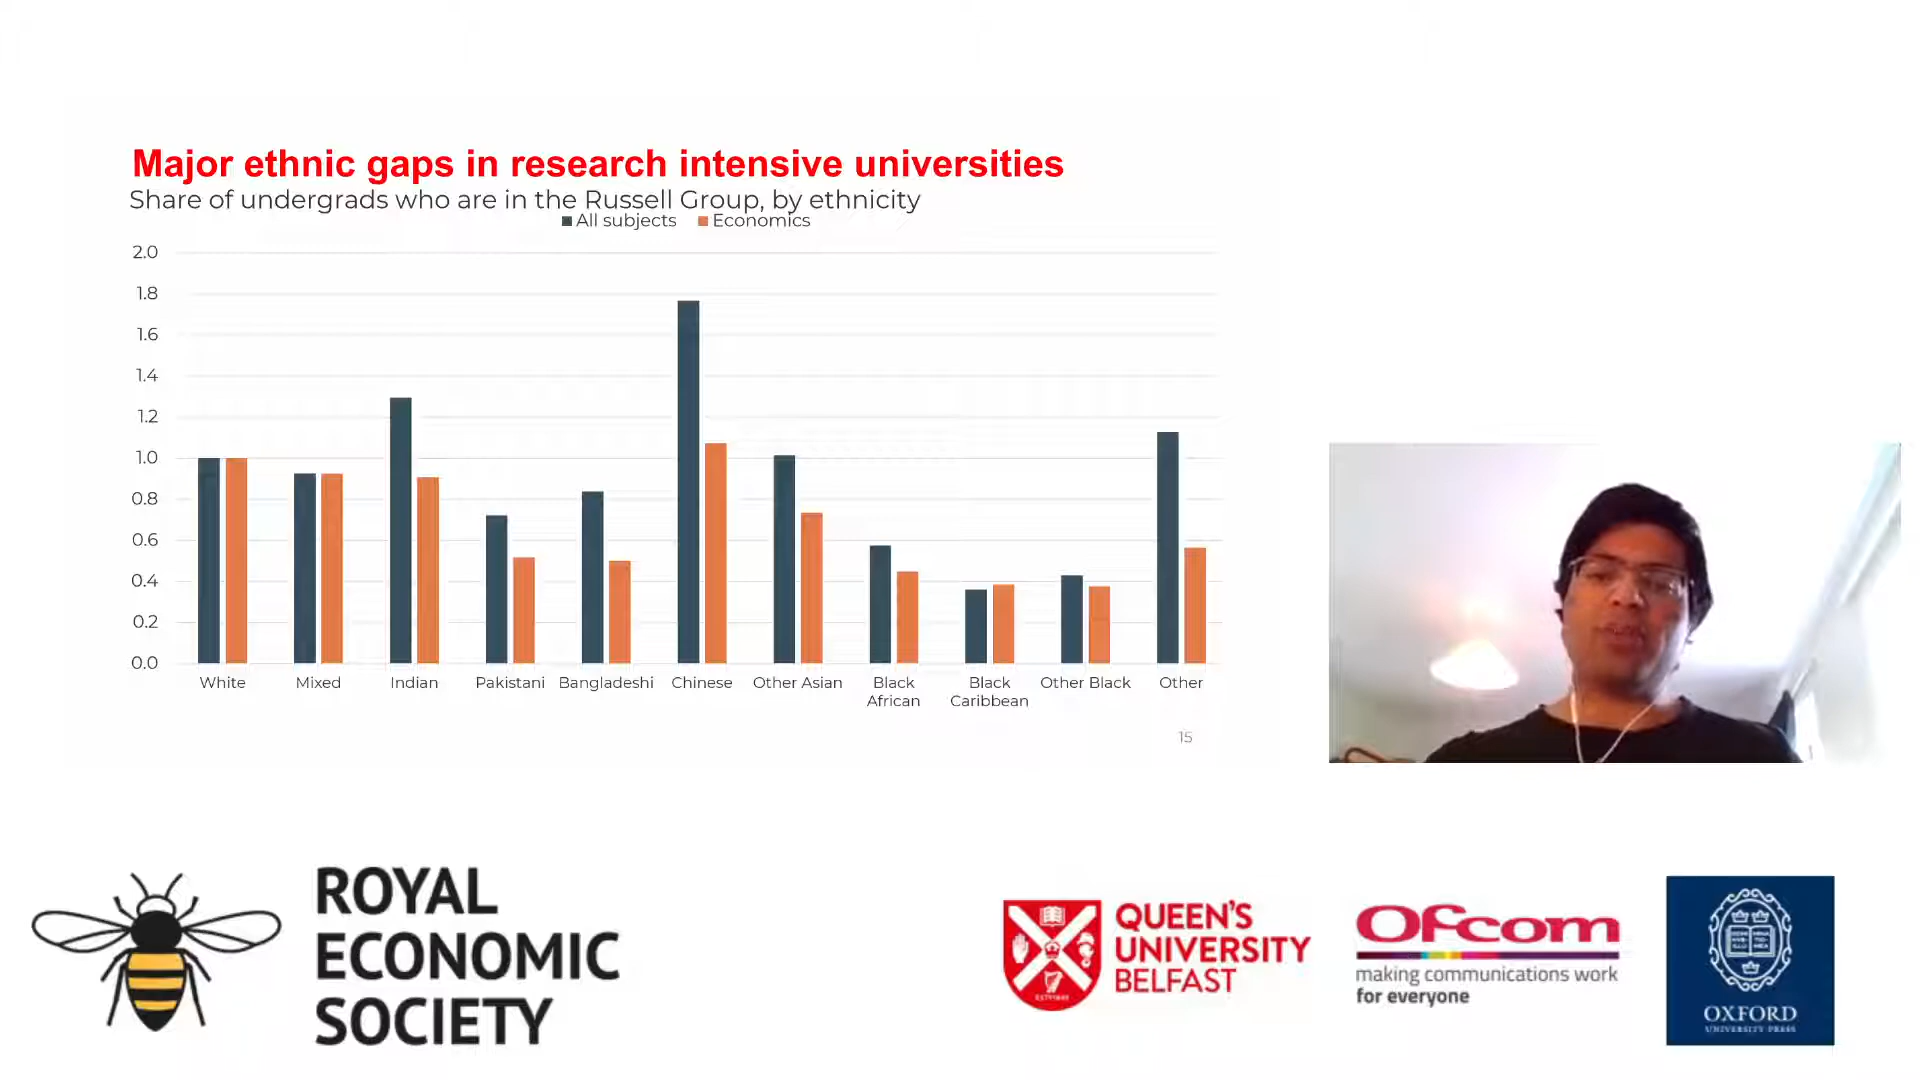 Major ethnic gaps in research intensive universities
Share of undergrads who are in the Russell Group, by ethnicity
All subjects Economics
2.0
1.8
1.6
1.4
1.2
1.0
0.8
0.6
0.4
0.2
0.0
White Mixed Indian Pakistani Bangladeshi Chinese Other Asian Black African Black Caribbean Other Black Other
15
ROYAL
ECONOMIC
SOCIETY
QUEEN'S
UNIVERSITY
BELFAST
Ofcom
making communications work
for everyone
OXFORD
UNIVERSITY PRESS